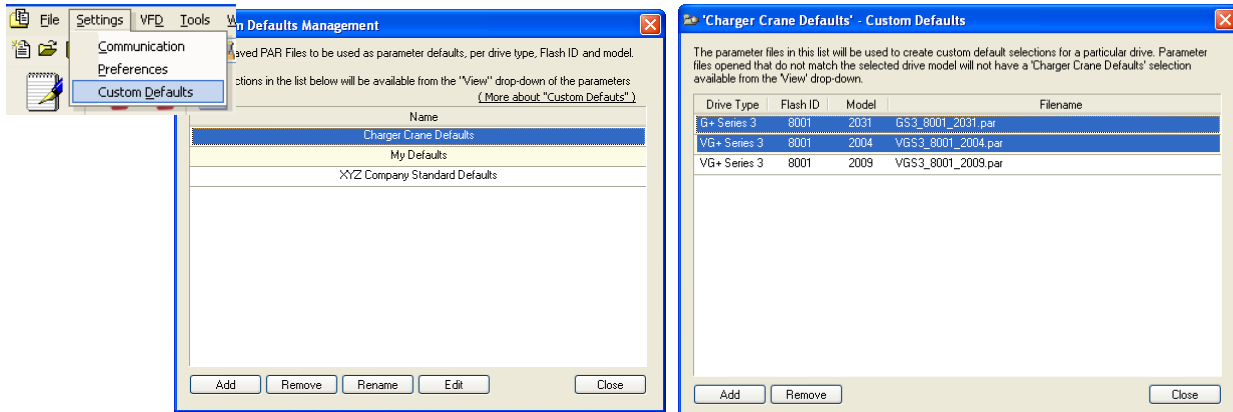 File Settings VFD Tools
Communication
Preferences
Custom Defaults
m Defaults Management
aved PAR Files to be used as parameter defaults, per drive type, Flash ID and model.
ctions in the list below will be available from the "View" drop-down of the parameters
( More about "Custom Defauts" )
Name
Charger Crane Defaults
My Defaults
XYZ Company Standard Defaults
Add Remove Rename Edit Close
'Charger Crane Defaults' - Custom Defaults
The parameter files in this list will be used to create custom default selections for a particular drive. Parameter
files opened that do not match the selected drive model will not have a 'Charger Crane Defaults' selection
available from the 'View' drop-down.
Drive Type Flash ID Model Filename
G+ Series 3 8001 2031 GS3_8001_2031.par
VG+ Series 3 8001 2004 VGS3_8001_2004.par
VG+ Series 3 8001 2009 VGS3_8001_2009.par
Add Remove Close